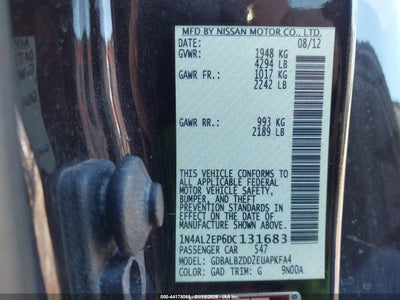 MFD BY NISSAN MOTOR CO., LTD.
DATE: 08/12
GVWR: 1948 KG
4294 LB
GAWR FR: 1017 KG
2242 LB
GAWR RR: 993 KG
2189 LB
THIS VEHICLE CONFORMS TO
ALL APPLICABLE FEDERAL
MOTOR VEHICLE SAFETY,
BUMPER, AND THEFT
PREVENTION STANDARDS IN
EFFECT ON THE DATE OF
MANUFACTURE SHOWN ABOVE.
1N4AL2EP6DC131683
PASSENGER CAR 547
MODEL: GDBALBZDD2EUAPKFA4
COLOR: GAD TRIM: G 9N00A